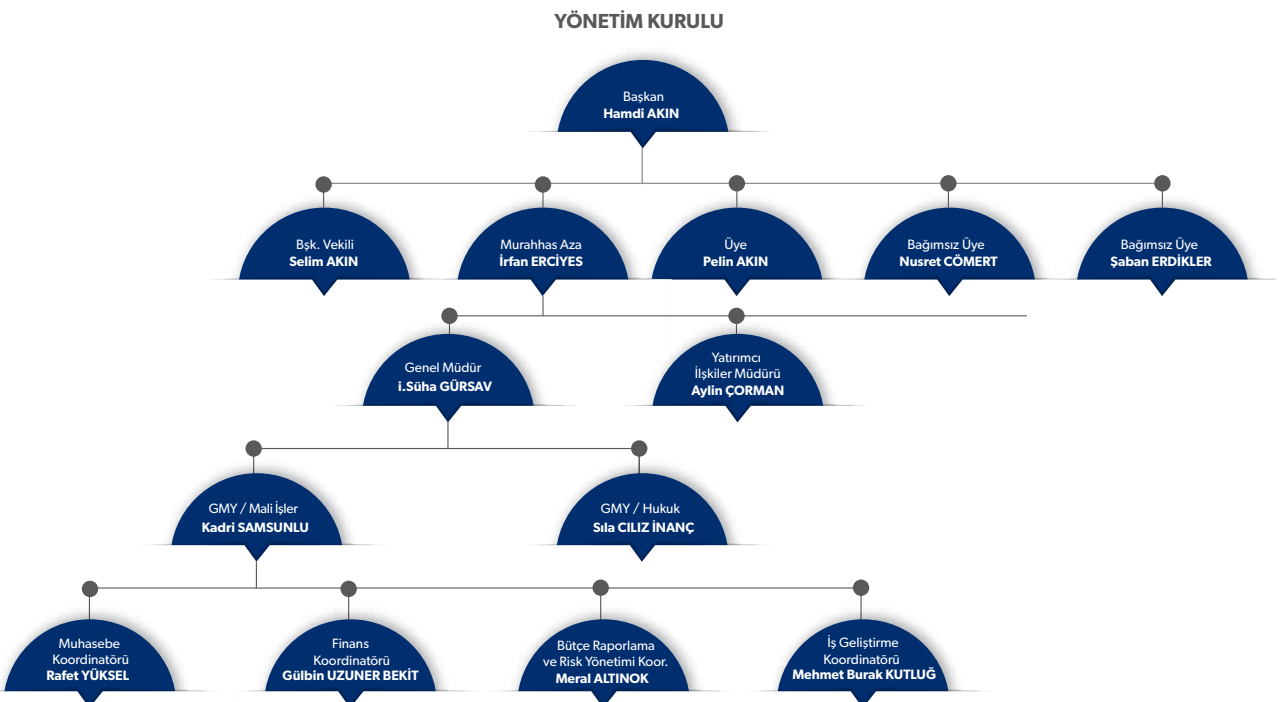 YÖNETİM KURULU
Başkan
Hamdi AKIN
Bşk. Vekili
Selim AKIN
Murahhas Aza
İrfan ERCİYES
Üye
Pelin AKIN
Bağımsız Üye
Nusret CÖMERT
Bağımsız Üye
Şaban ERDİKLER
Genel Müdür
i.Süha GÜRSAV
Yatırımcı
İlşkiler Müdürü
Aylin ÇORMAN
GMY / Mali İşler
Kadri SAMSUNLU
GMY / Hukuk
Sıla CILIZ İNANÇ
Muhasebe
Koordinatörü
Rafet YÜKSEL
Finans
Koordinatörü
Gülbin UZUNER BEKİT
Bütçe Raporlama
ve Risk Yönetimi Koor.
Meral ALTINOK
İş Geliştirme
Koordinatörü
Mehmet Burak KUTLUĞ